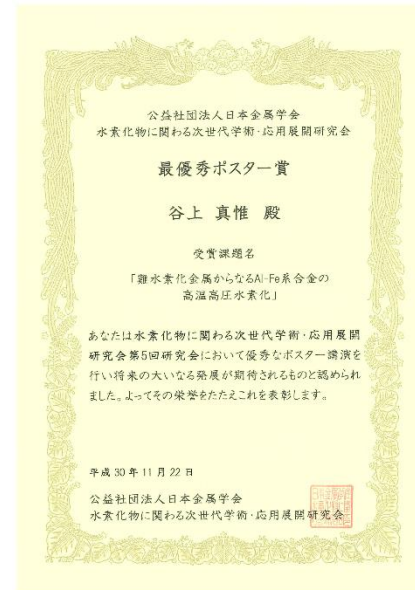 公益社団法人日本金属学会
水素化物に関わる次世代学術・応用展開研究会
最優秀ポスター賞
谷上 真惟 殿
受賞課題名
「難水素化金属からなるAl-Fe系合金の
高温高圧水素化」
あなたは水素化物に関わる次世代学術・応用展開
研究会第5回研究会において優秀なポスター講演を
行い将来の大いなる発展が期待されるものと認められ
ました。よってその栄誉をたたえこれを表彰します。
平成30年11月22日
公益社団法人日本金属学会
水素化物に関わる次世代学術・応用展開研究会